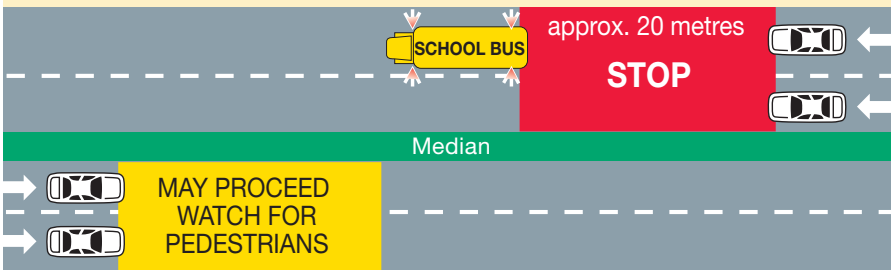 SCHOOL BUS
approx. 20 metres
STOP
Median
MAY PROCEED
WATCH FOR
PEDESTRIANS